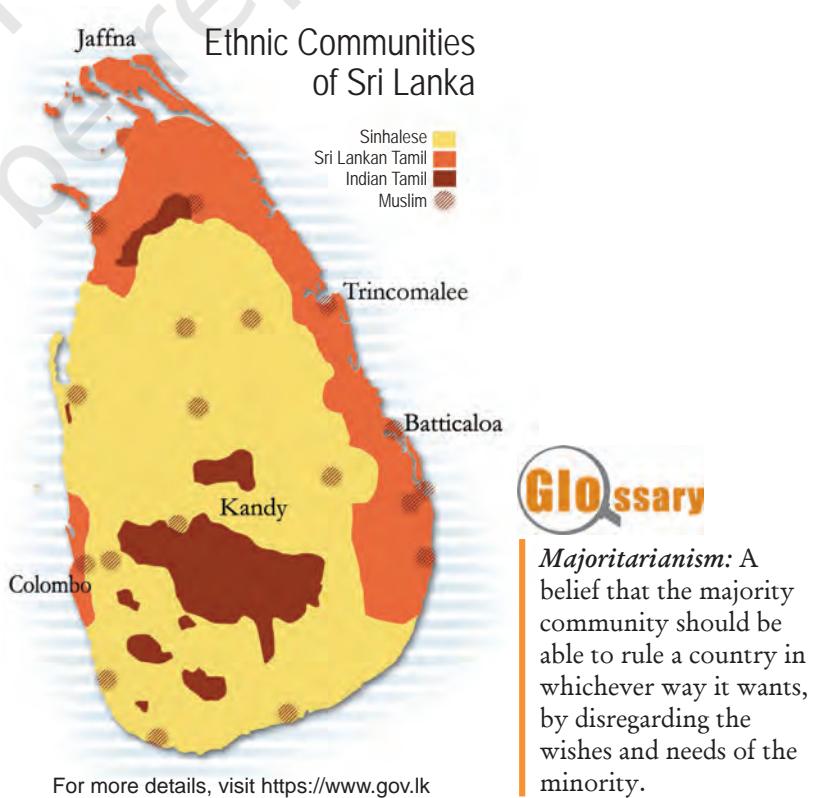 Jaffna
Ethnic Communities
of Sri Lanka
Sinhalese
Sri Lankan Tamil
Indian Tamil
Muslim
Trincomalee
Batticaloa
Kandy
Colombo
For more details, visit https://www.gov.lk
Glossary
Majoritarianism: A
belief that the majority
community should be
able to rule a country in
whichever way it wants,
by disregarding the
wishes and needs of the
minority.